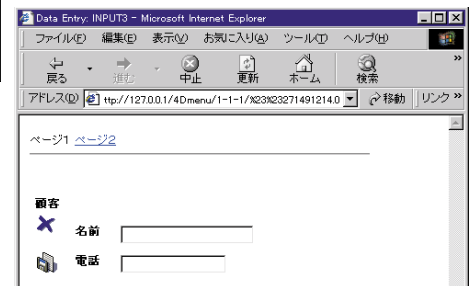 Data Entry: INPUT3 - Microsoft Internet Explorer
ファイル(F) 編集(E) 表示(V) お気に入り(A) ツール(T) ヘルプ(H)
戻る 進む 中止 更新 ホーム 検索 »
アドレス(D) ttp://127.0.0.1/4Dmenu/1-1-1/%23%23271491214.0 移動 リンク »
ページ1 ページ2
顧客
名前
電話